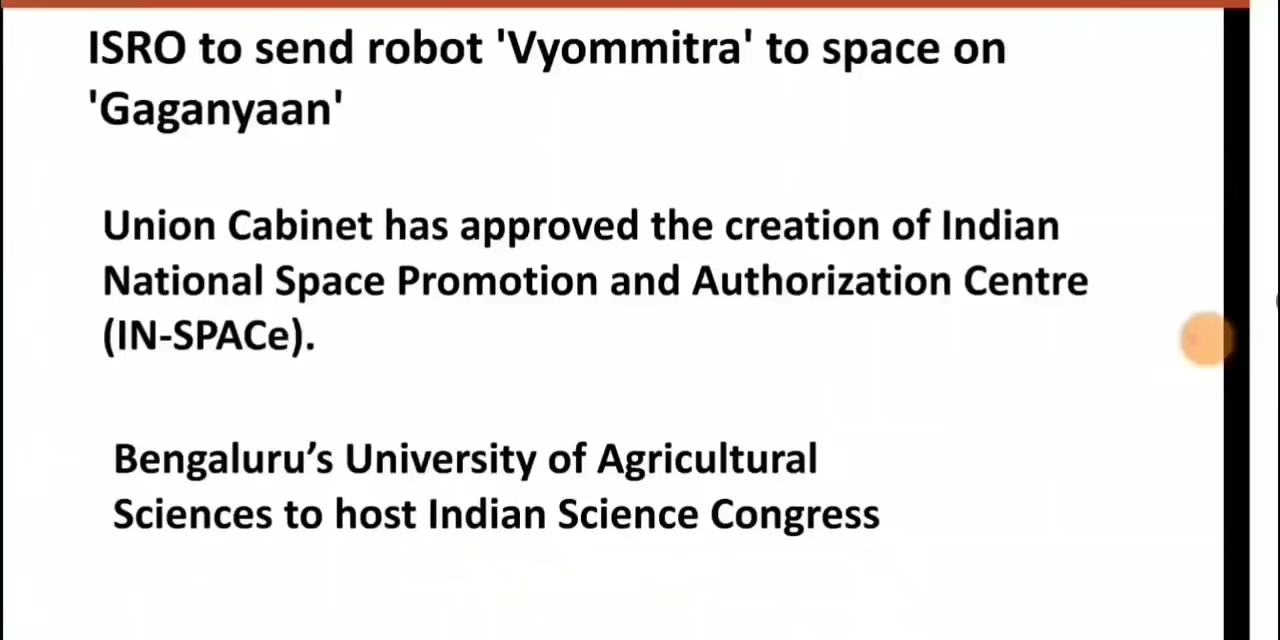 ISRO to send robot 'Vyommitra' to space on
'Gaganyaan'
Union Cabinet has approved the creation of Indian
National Space Promotion and Authorization Centre
(IN-SPACe).
Bengaluru’s University of Agricultural
Sciences to host Indian Science Congress